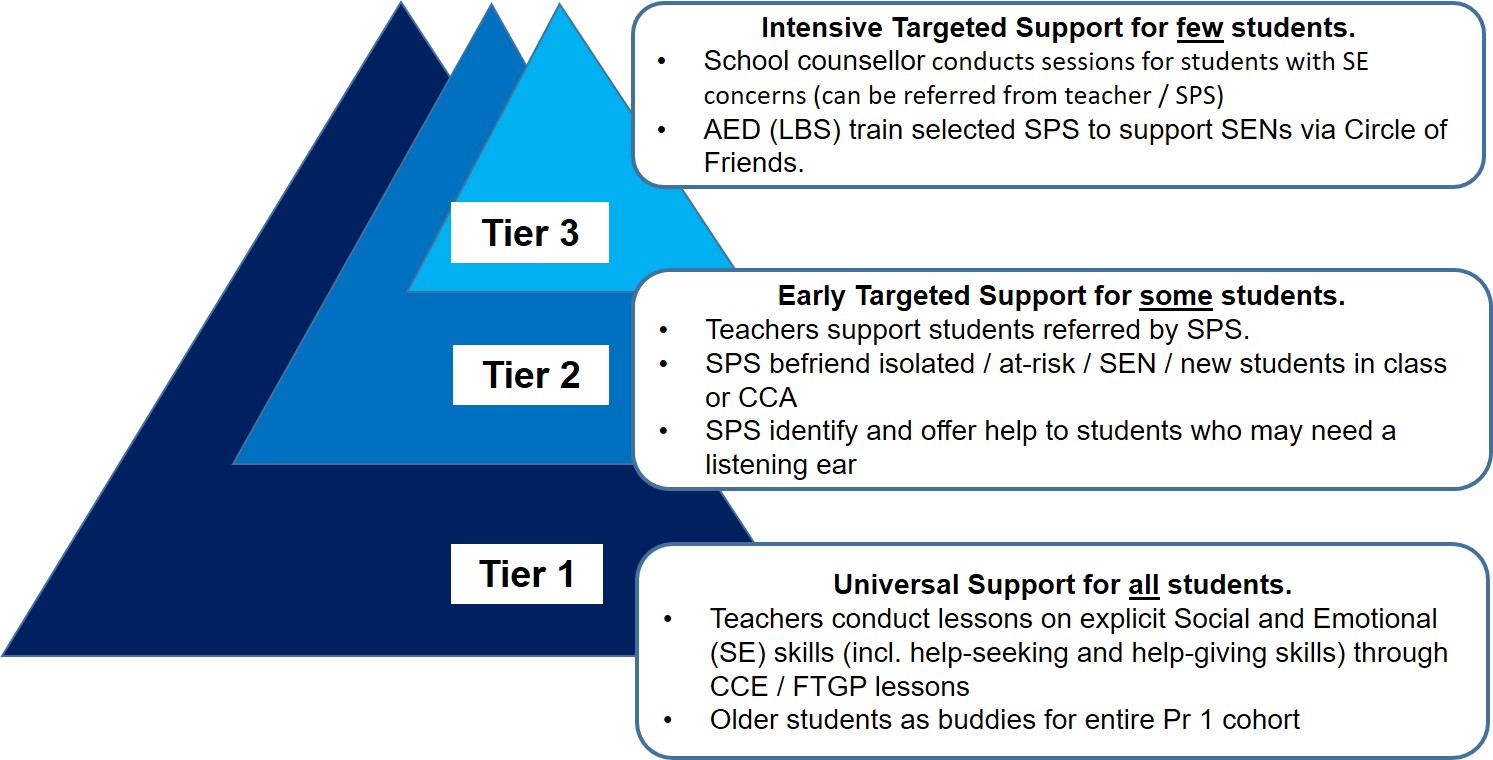 Intensive Targeted Support for few students.
• School counsellor conducts sessions for students with SE
concerns (can be referred from teacher / SPS)
• AED (LBS) train selected SPS to support SENs via Circle of
Friends.
Tier 3
Early Targeted Support for some students.
• Teachers support students referred by SPS.
• SPS befriend isolated / at-risk / SEN / new students in class
or CCA
• SPS identify and offer help to students who may need a
listening ear
Tier 2
Universal Support for all students.
• Teachers conduct lessons on explicit Social and Emotional
(SE) skills (incl. help-seeking and help-giving skills) through
CCE / FTGP lessons
• Older students as buddies for entire Pr 1 cohort
Tier 1